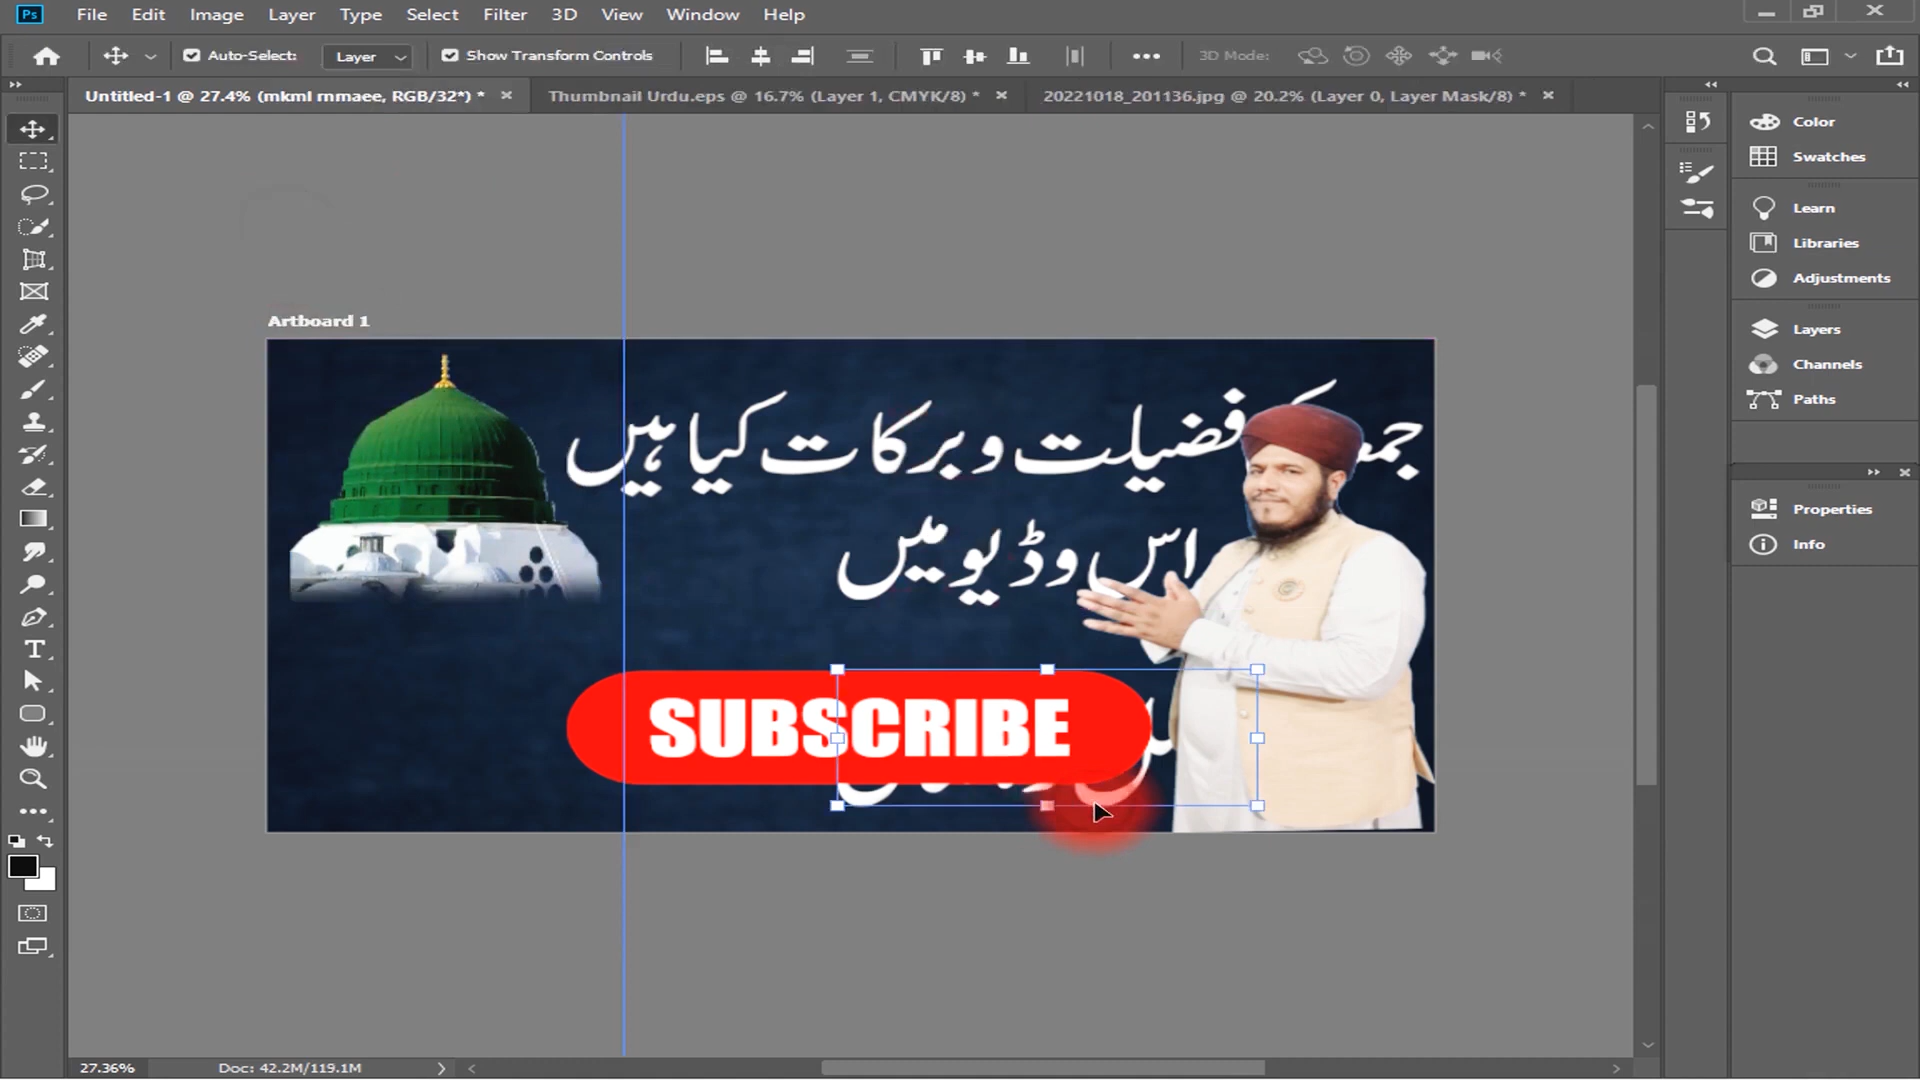 Ps File Edit Image Layer Type Select Filter 3D View Window Help
Auto-Select: Layer Show Transform Controls 3D Mode:
Untitled-1 @ 27.4% (mkml mmaee, RGB/32*) * Thumbnail Urdu.eps @ 16.7% (Layer 1, CMYK/8) * 20221018_201136.jpg @ 20.2% (Layer 0, Layer Mask/8) *
Color
Swatches
Learn
Libraries
Adjustments
Layers
Channels
Paths
Properties
Info
Artboard 1
فضیلت و برکات کیا ہیں
اس وڈیو میں
SUBSCRIBE
27.36% Doc: 42.2M/119.1M